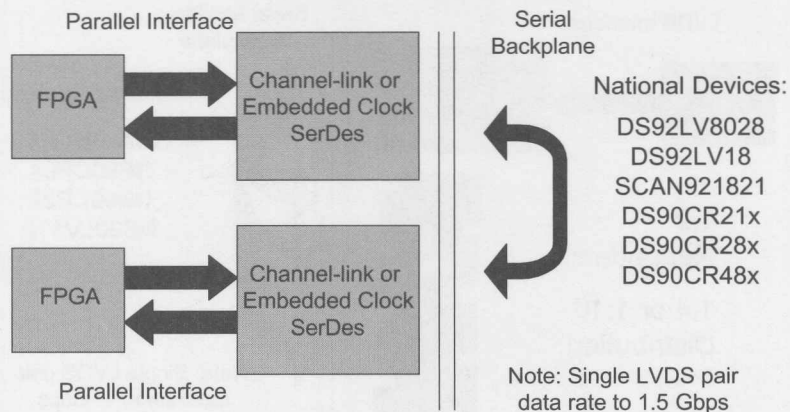 Parallel Interface
Serial
Backplane
FPGA
Channel-link or
Embedded Clock
SerDes
National Devices:
DS92LV8028
DS92LV18
SCAN921821
DS90CR21x
DS90CR28x
DS90CR48x
FPGA
Channel-link or
Embedded Clock
SerDes
Parallel Interface
Note: Single LVDS pair
data rate to 1.5 Gbps